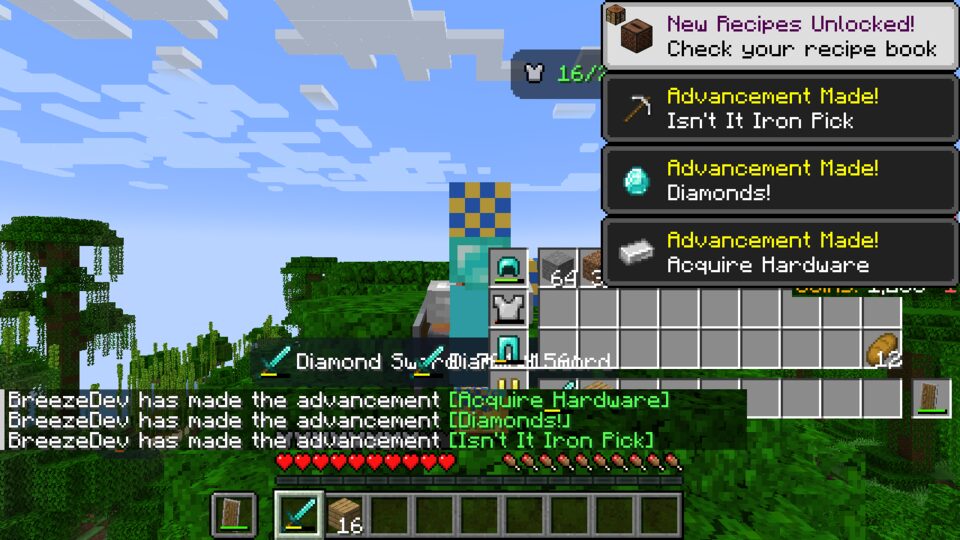 New Recipes Unlocked!
Check your recipe book
16/
Advancement Made!
Isn't It Iron Pick
Advancement Made!
Diamonds!
Advancement Made!
Acquire Hardware
64
12
Diamond Sword
BreezeDev has made the advancement [Acquire Hardware]
BreezeDev has made the advancement [Diamonds!]
BreezeDev has made the advancement [Isn't It Iron Pick]
16